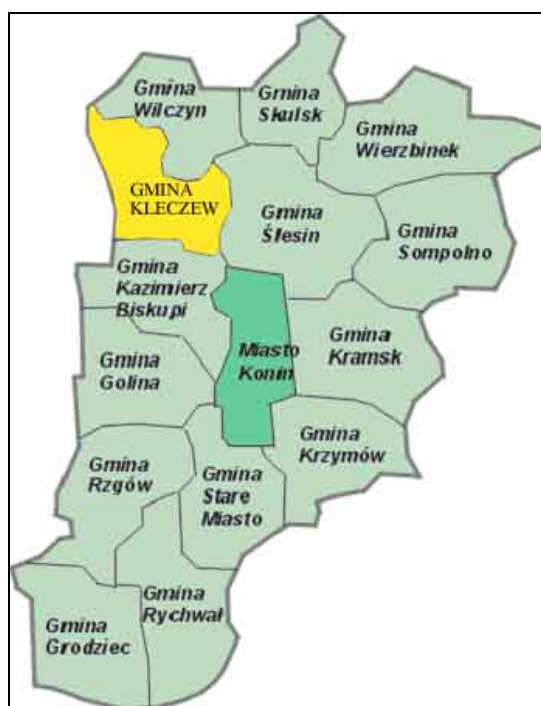 Gmina
Wilczyn
Gmina
Skulsk
Gmina
Wierzbinek
GMINA
KLECZEW
Gmina
Ślesin
Gmina
Sompolno
Gmina
Kazimierz
Biskupi
Miasto
Konin
Gmina
Kramsk
Gmina
Golina
Gmina
Krzymów
Gmina
Rzgów
Gmina
Stare
Miasto
Gmina
Rychwał
Gmina
Grodziec